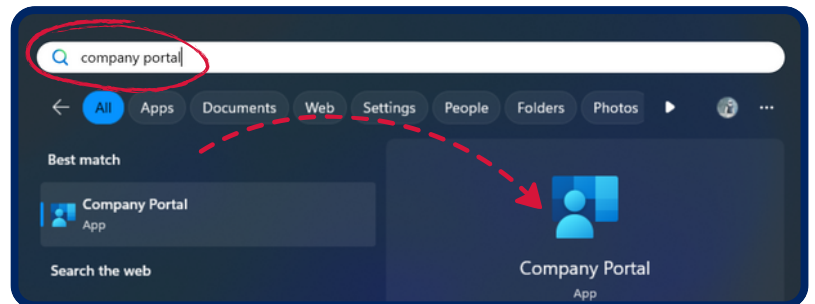 company portal
All Apps Documents Web Settings People Folders Photos
Best match
Company Portal
App
Search the web
Company Portal
App